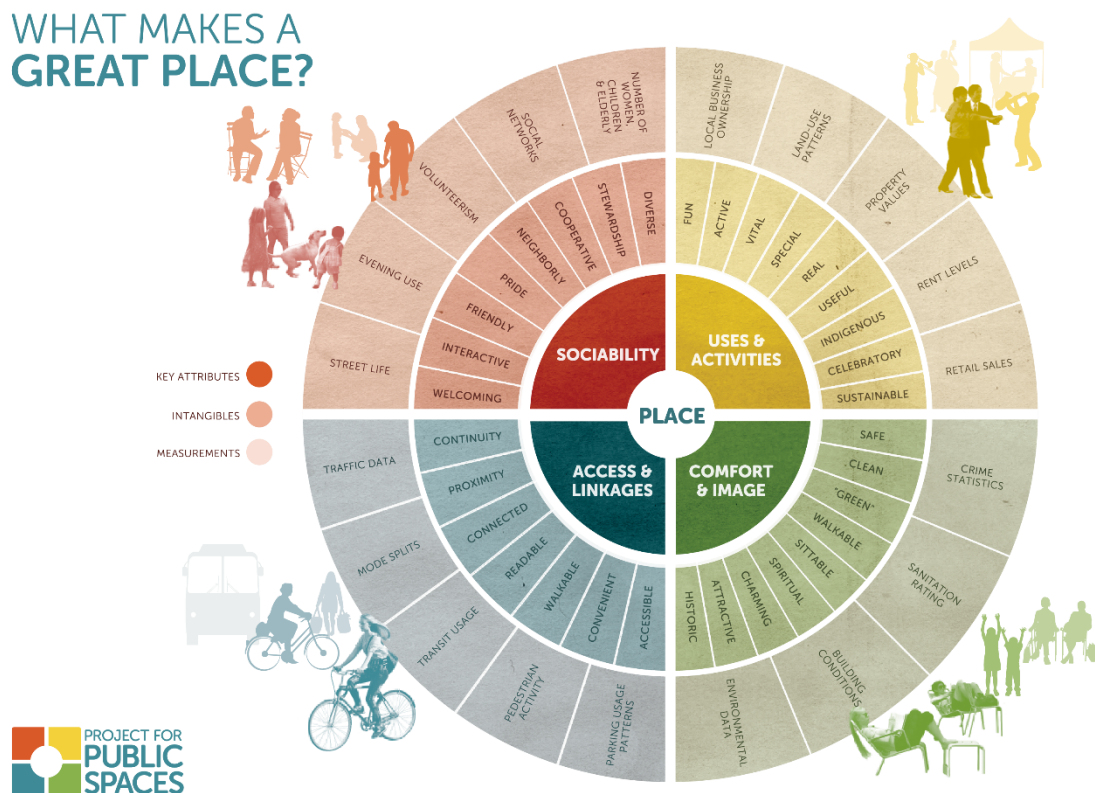 WHAT MAKES A
GREAT PLACE?
NUMBER OF
WOMEN,
CHILDREN
& ELDERLY
SOCIAL
NETWORKS
VOLUNTEERISM
EVENING USE
STREET LIFE
DIVERSE
STEWARDSHIP
COOPERATIVE
NEIGHBORLY
PRIDE
FRIENDLY
INTERACTIVE
WELCOMING
SOCIABILITY
LOCAL BUSINESS
OWNERSHIP
LAND-USE
PATTERNS
PROPERTY
VALUES
RENT LEVELS
RETAIL SALES
FUN
ACTIVE
VITAL
SPECIAL
REAL
USEFUL
INDIGENOUS
CELEBRATORY
SUSTAINABLE
USES &
ACTIVITIES
PLACE
KEY ATTRIBUTES
INTANGIBLES
MEASUREMENTS
ACCESS &
LINKAGES
CONTINUITY
PROXIMITY
CONNECTED
READABLE
WALKABLE
CONVENIENT
ACCESSIBLE
TRAFFIC DATA
MODE SPLITS
TRANSIT USAGE
PEDESTRIAN
ACTIVITY
PARKING USAGE
PATTERNS
COMFORT
& IMAGE
SAFE
CLEAN
"GREEN"
WALKABLE
SITTABLE
SPIRITUAL
CHARMING
ATTRACTIVE
HISTORIC
CRIME
STATISTICS
SANITATION
RATING
BUILDING
CONDITIONS
ENVIRONMENTAL
DATA
PROJECT FOR
PUBLIC
SPACES